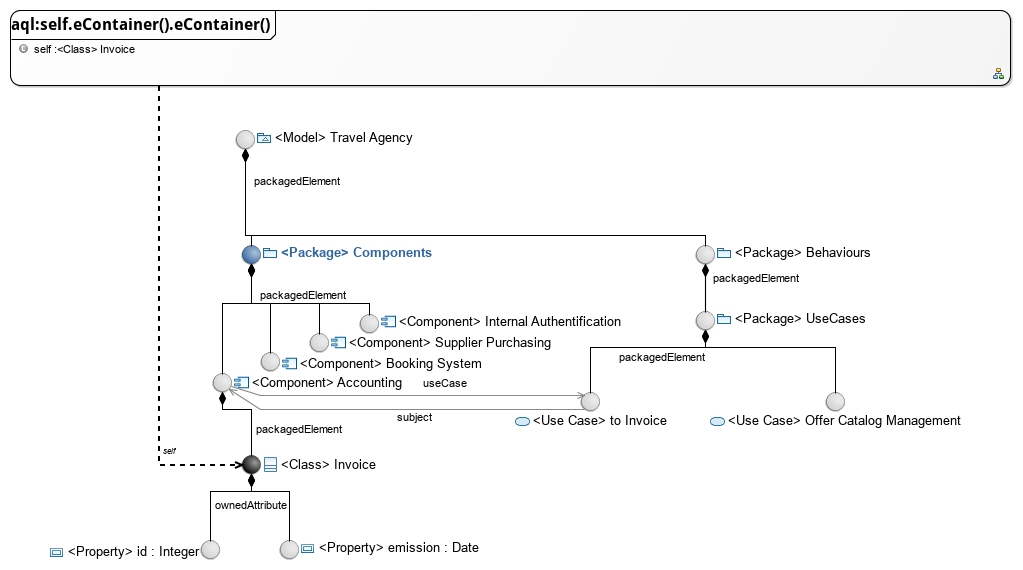 aql:self.eContainer().eContainer()
self :<Class> Invoice
<Model> Travel Agency
packagedElement
<Package> Components
<Package> Behaviours
packagedElement
packagedElement
<Component> Internal Authentification
<Package> UseCases
<Component> Supplier Purchasing
packagedElement
<Component> Booking System
<Component> Accounting
useCase
subject
<Use Case> to Invoice
<Use Case> Offer Catalog Management
packagedElement
self
<Class> Invoice
ownedAttribute
<Property> id : Integer
<Property> emission : Date